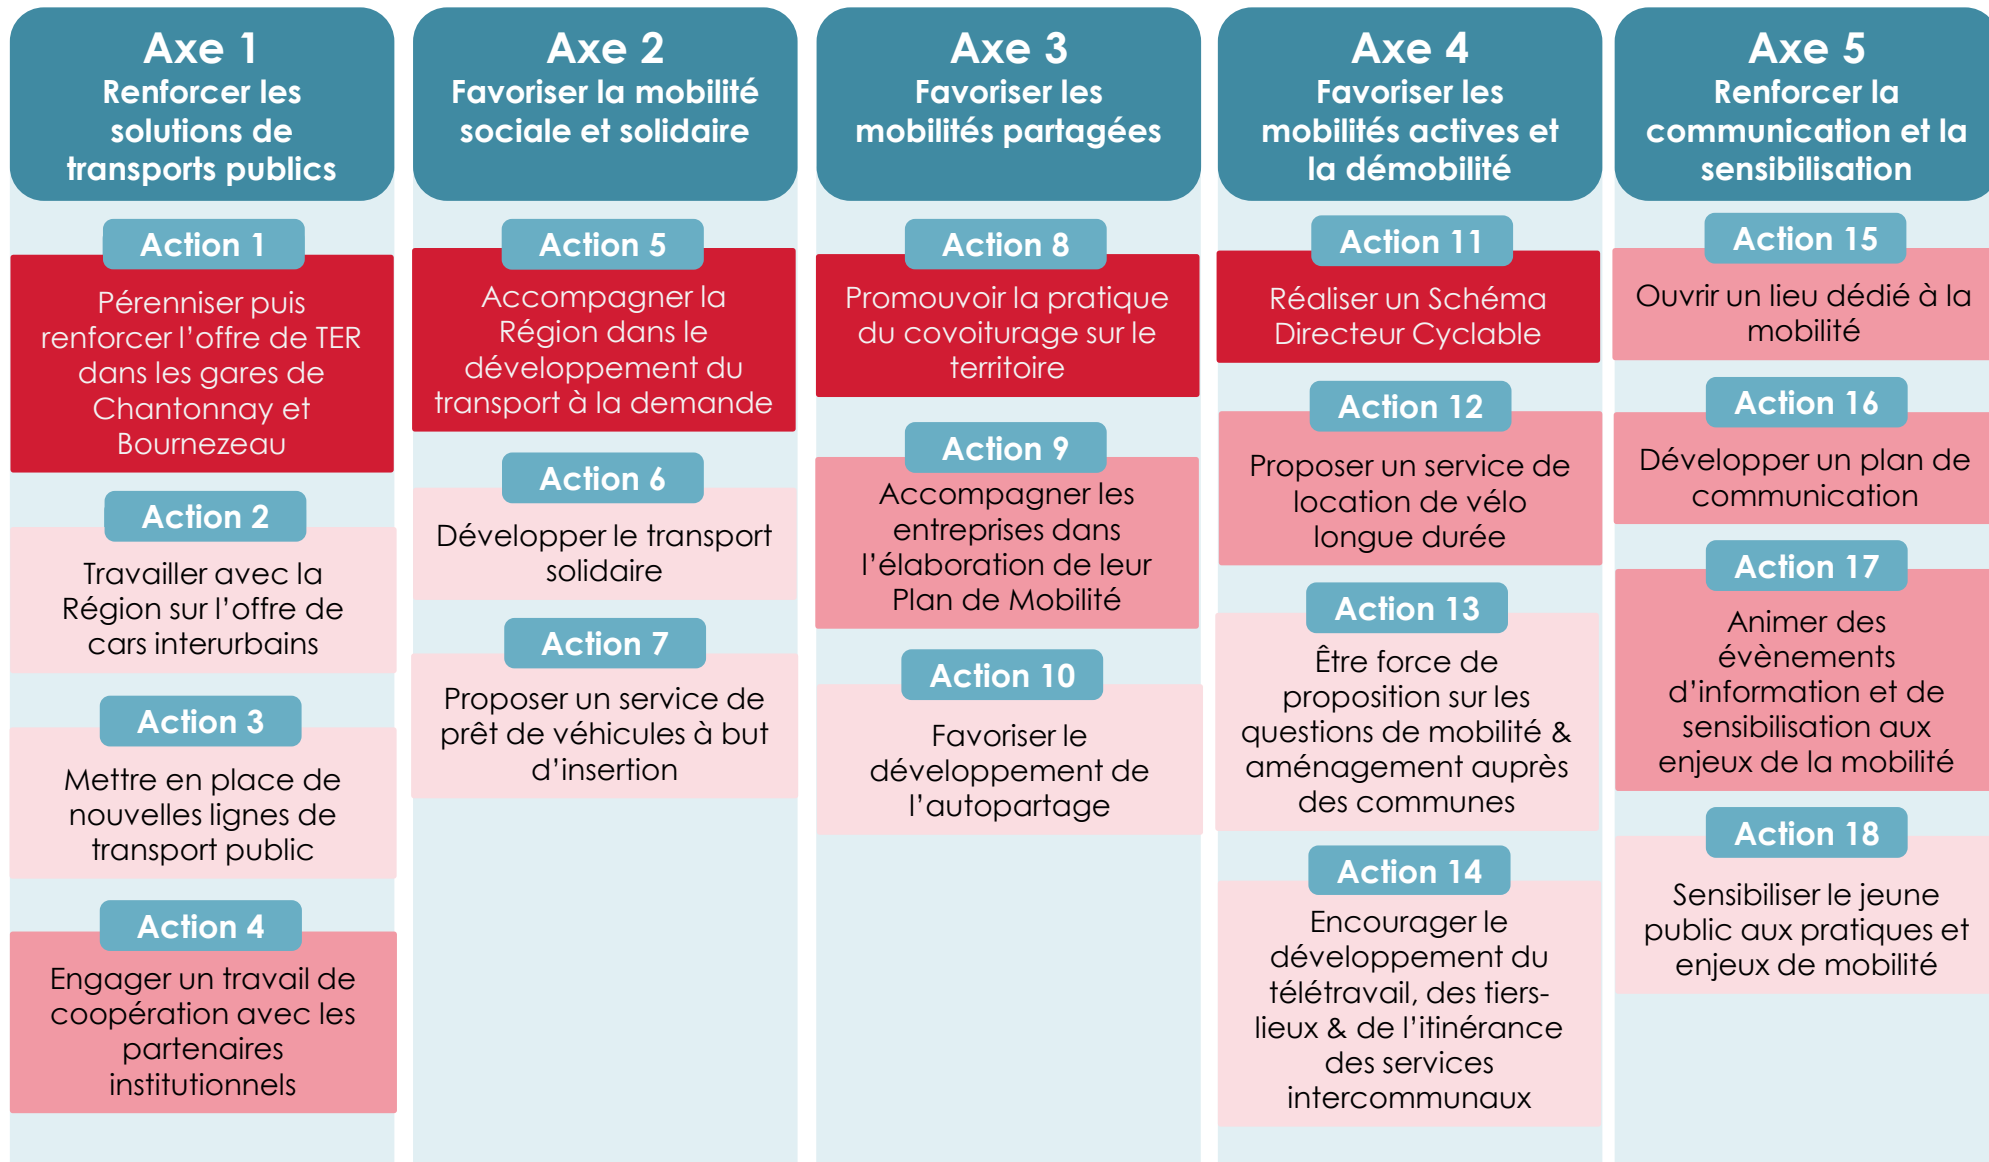 Axe 1
Renforcer les
solutions de
transports publics
Action 1
Pérenniser puis
renforcer l’offre de TER
dans les gares de
Chantonnay et
Bournezeau
Action 2
Travailler avec la
Région sur l’offre de
cars interurbains
Action 3
Mettre en place de
nouvelles lignes de
transport public
Action 4
Engager un travail de
coopération avec les
partenaires
institutionnels
Axe 2
Favoriser la mobilité
sociale et solidaire
Action 5
Accompagner la
Région dans le
développement du
transport à la demande
Action 6
Développer le transport
solidaire
Action 7
Proposer un service de
prêt de véhicules à but
d’insertion
Axe 3
Favoriser les
mobilités partagées
Action 8
Promouvoir la pratique
du covoiturage sur le
territoire
Action 9
Accompagner les
entreprises dans
l’élaboration de leur
Plan de Mobilité
Action 10
Favoriser le
développement de
l’autopartage
Axe 4
Favoriser les
mobilités actives et
la démobilité
Action 11
Réaliser un Schéma
Directeur Cyclable
Action 12
Proposer un service de
location de vélo
longue durée
Action 13
Être force de
proposition sur les
questions de mobilité &
aménagement auprès
des communes
Action 14
Encourager le
développement du
télétravail, des tiers-
lieux & de l’itinérance
des services
intercommunaux
Axe 5
Renforcer la
communication et la
sensibilisation
Action 15
Ouvrir un lieu dédié à la
mobilité
Action 16
Développer un plan de
communication
Action 17
Animer des
évènements
d’information et de
sensibilisation aux
enjeux de la mobilité
Action 18
Sensibiliser le jeune
public aux pratiques et
enjeux de mobilité